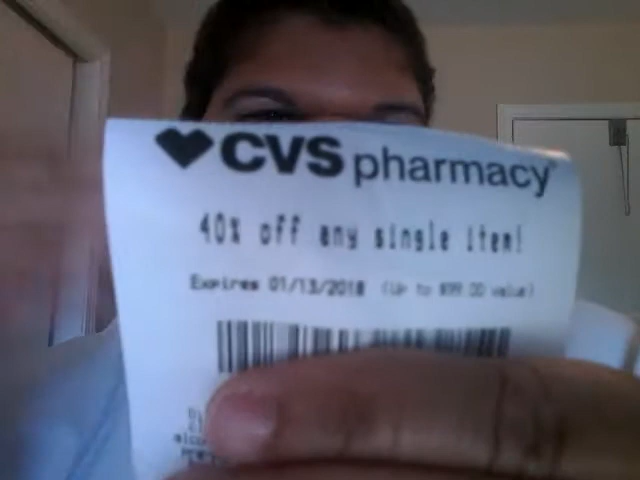 CVS pharmacy
40% off any single item!
Expires 01/13/2018 (Up to $99.00 value)